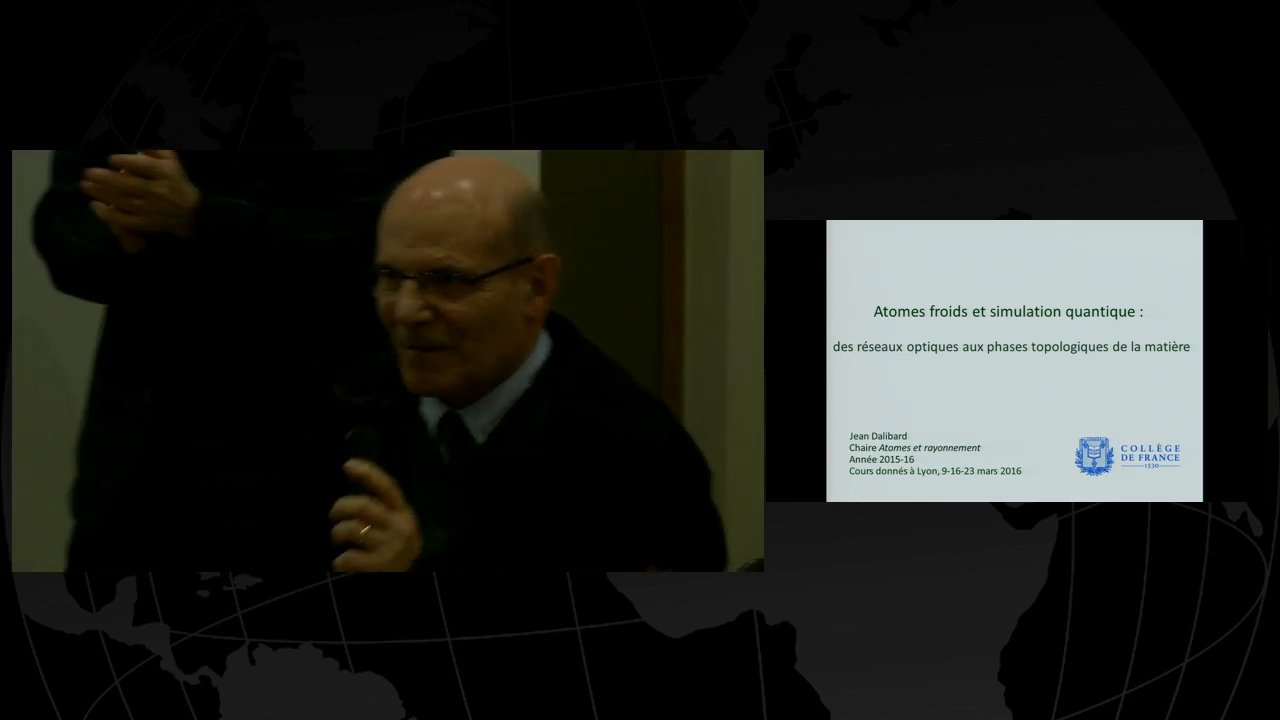 Atomes froids et simulation quantique :
des réseaux optiques aux phases topologiques de la matière
Jean Dalibard
Chaire Atomes et rayonnement
Année 2015-16
Cours donnés à Lyon, 9-16-23 mars 2016
COLLÈGE
DE FRANCE
1530